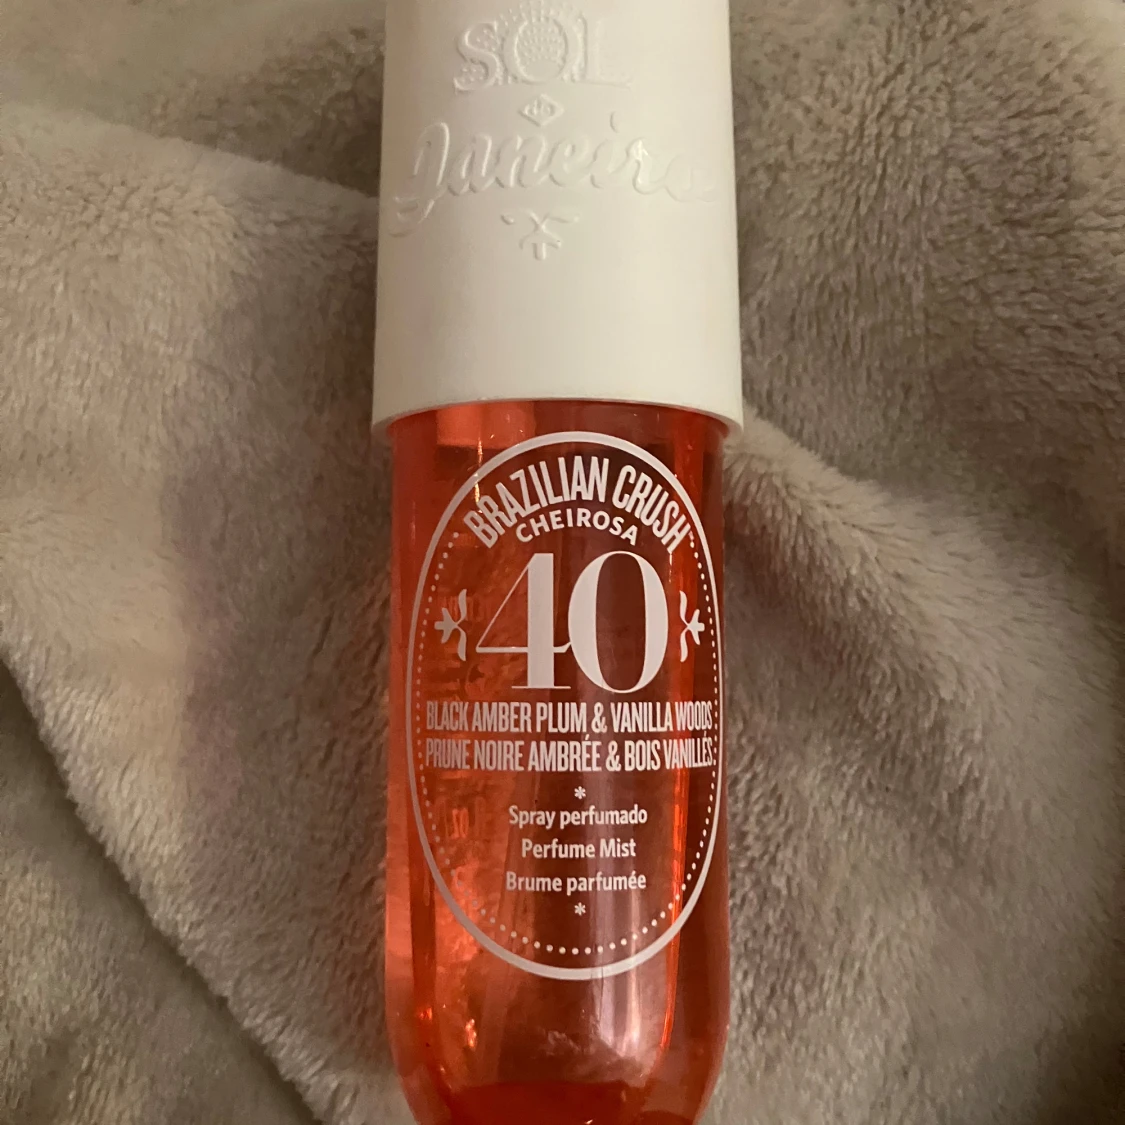 SOL
de
Janeiro
BRAZILIAN CRUSH
CHEIROSA
40
BLACK AMBER PLUM & VANILLA WOODS
PRUNE NOIRE AMBRÉE & BOIS VANILLÉS
*
Spray perfumado
Perfume Mist
Brume parfumée
*